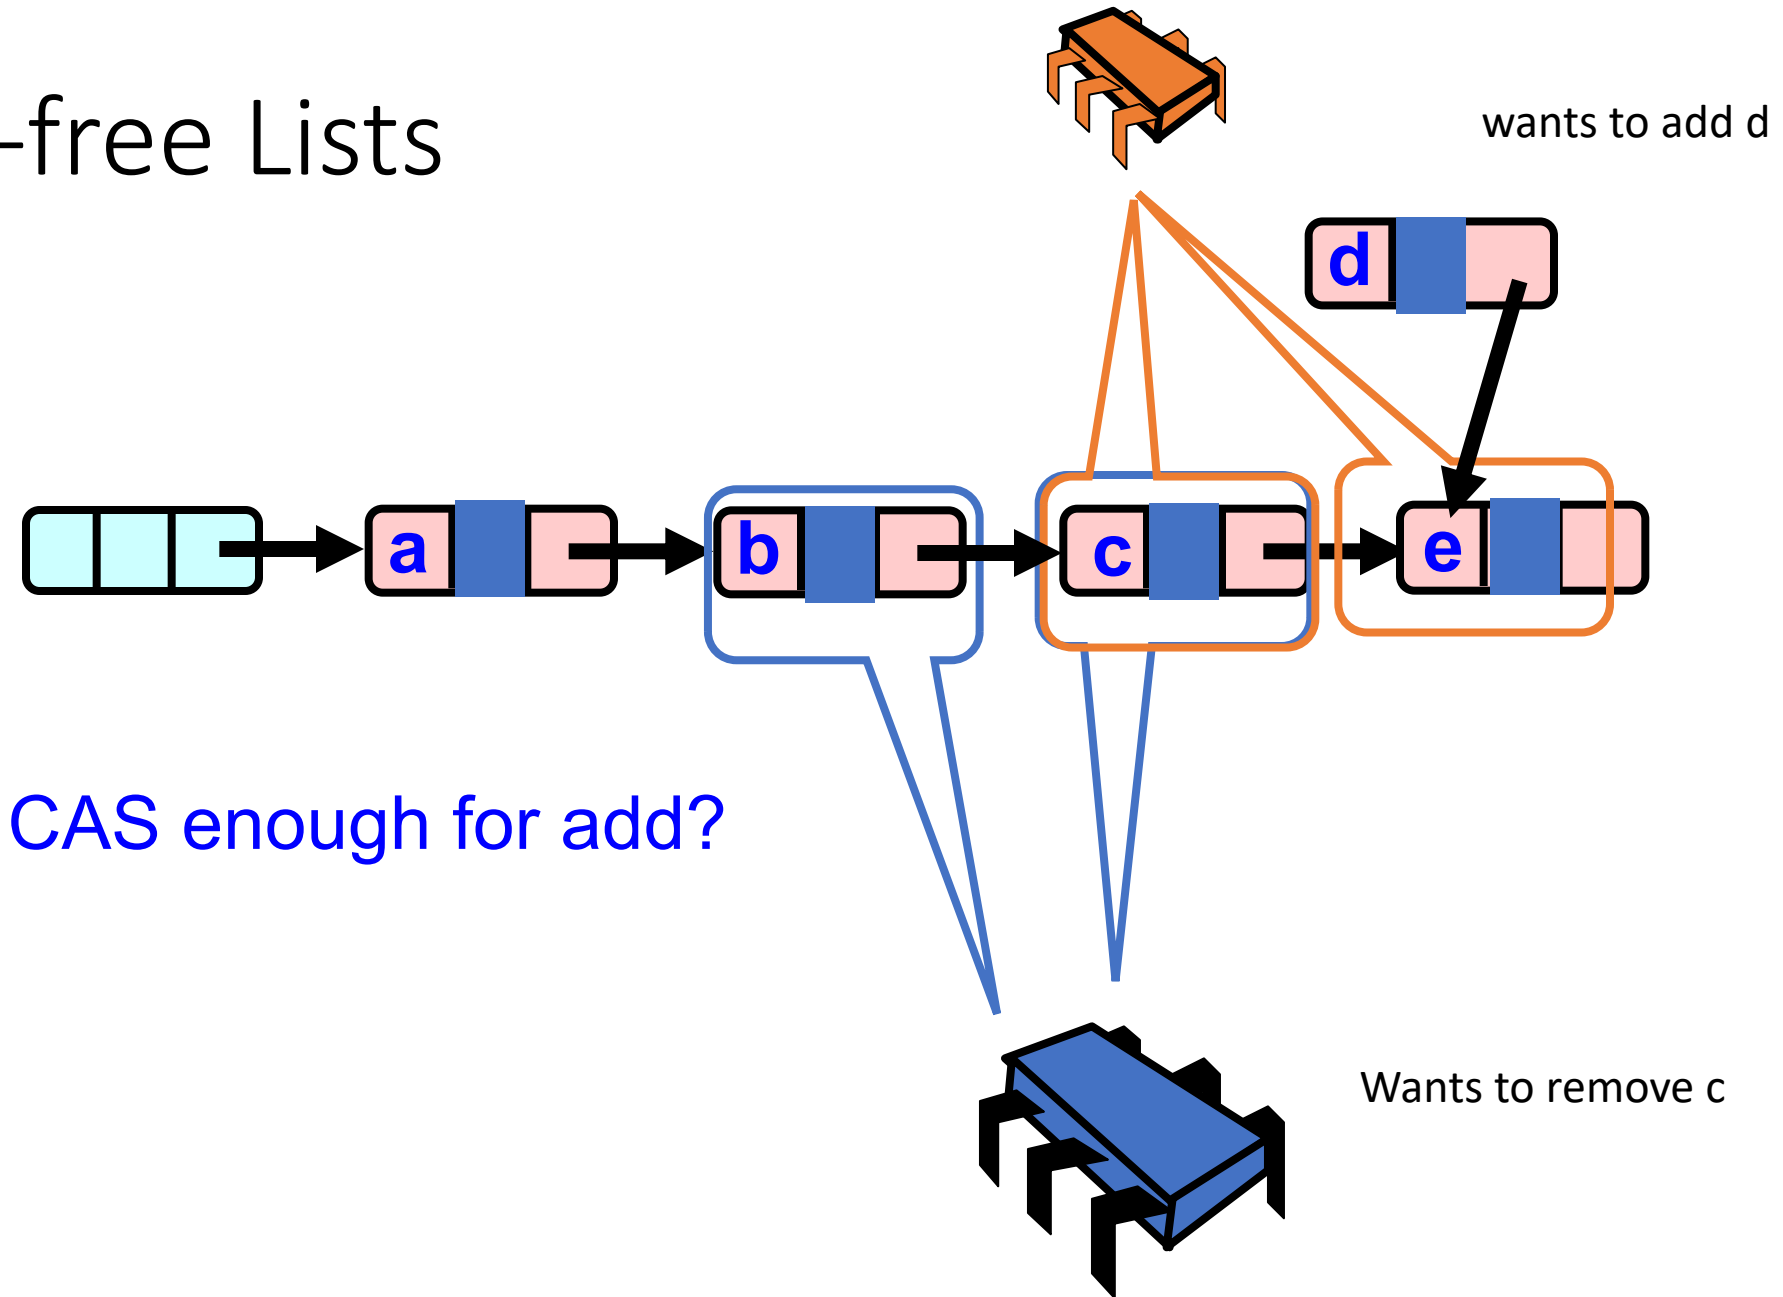 -free Lists
wants to add d
d
a b c e
CAS enough for add?
Wants to remove c